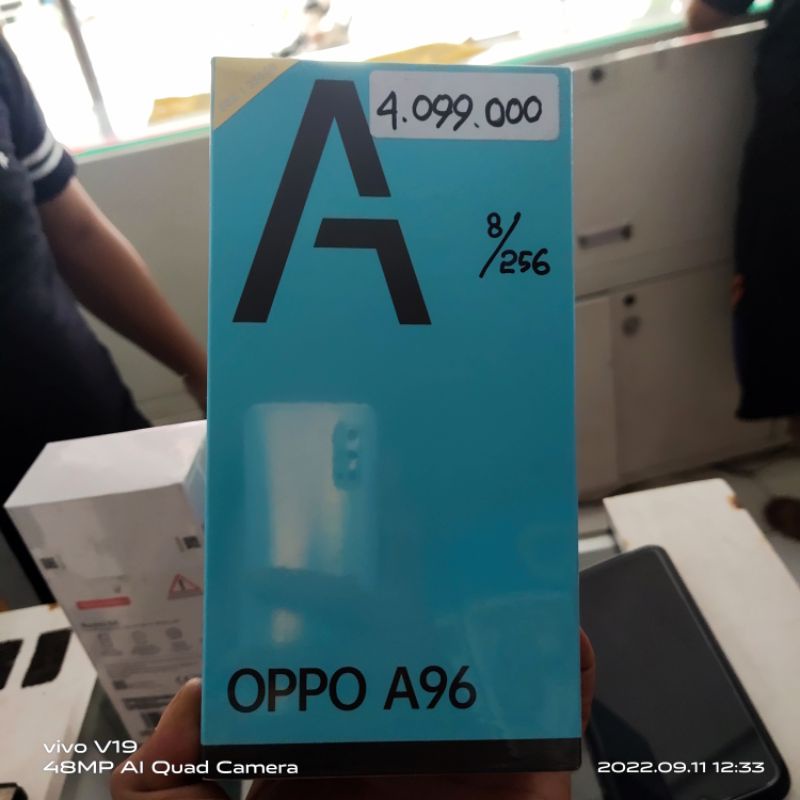 A
4.099.000
8/256
OPPO A96
vivo V19
48MP AI Quad Camera
2022.09.11 12:33